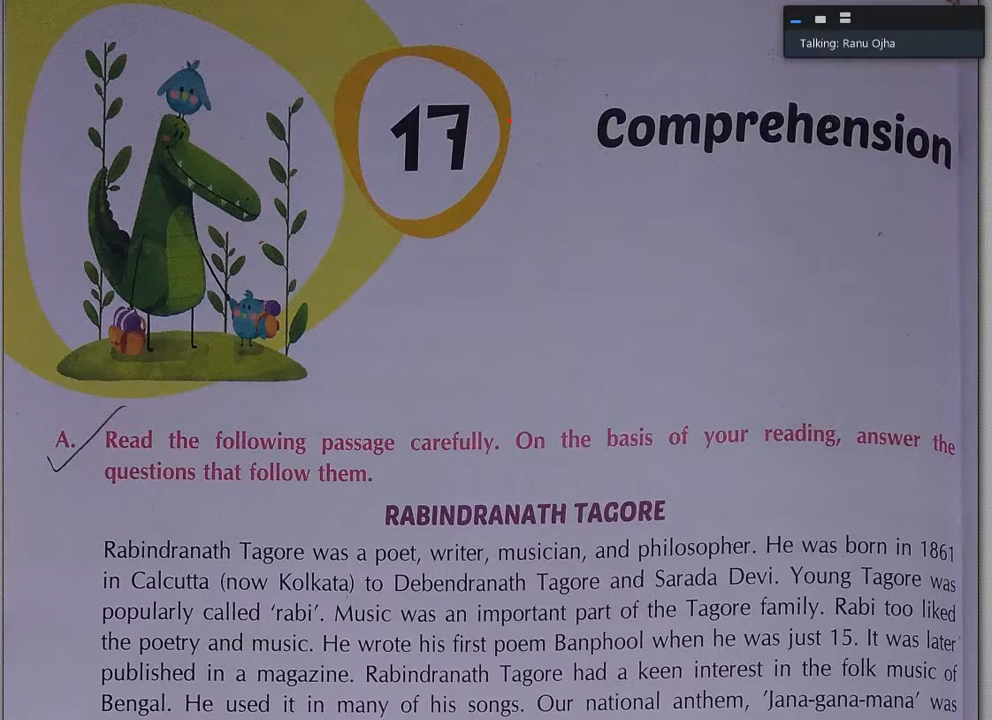 Talking: Ranu Ojha
17
Comprehension
A. Read the following passage carefully. On the basis of your reading, answer the
questions that follow them.
RABINDRANATH TAGORE
Rabindranath Tagore was a poet, writer, musician, and philosopher. He was born in 1861
in Calcutta (now Kolkata) to Debendranath Tagore and Sarada Devi. Young Tagore was
popularly called ‘rabi’. Music was an important part of the Tagore family. Rabi too liked
the poetry and music. He wrote his first poem Banphool when he was just 15. It was later
published in a magazine. Rabindranath Tagore had a keen interest in the folk music of
Bengal. He used it in many of his songs. Our national anthem, ‘Jana-gana-mana’ was